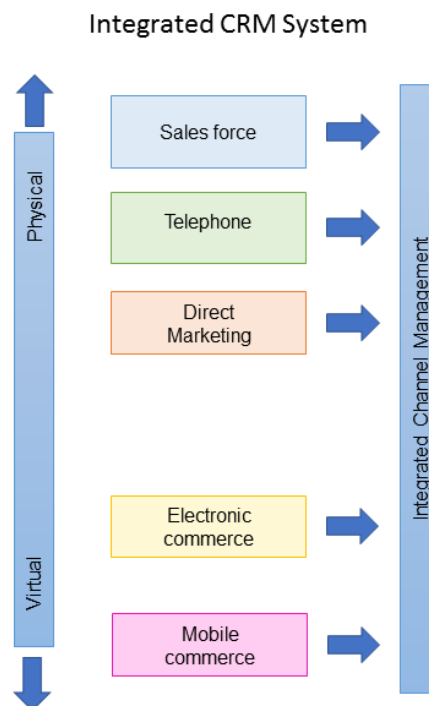 Integrated CRM System
Physical
Virtual
Sales force
Telephone
Direct
Marketing
Electronic
commerce
Mobile
commerce
Integrated Channel Management